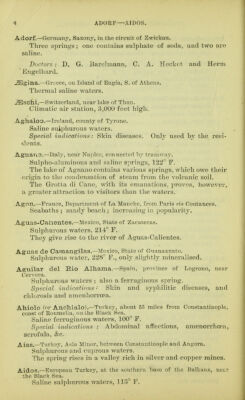 4 ADORF—AIDOS.
Adorf.—Germany, Saxony, in the circuit of Zwickau.
Three springs; one contains sulphate of soda, and two are
saline.
Doctors: D. G. Barelmann, C. A. Heckel and Herm
Engelhard.
Ægina.—Greece, on Island of Engia, S. of Athens.
Thermal saline waters.
Æschi.—Switzerland, near lake of Thun.
Climatic air station, 3,000 feet high.
Aghaloo.—Ireland, county of Tyrone.
Saline sulphurous waters.
Special indications: Skin diseases. Only used by the resi-
dents.
Agnano.—Italy, near Naples, connected by tramway.
Sulpho-aluminous and saline springs, 122° F.
The lake of Agnano contains various springs, which owe their
origin to the condensation of steam from the volcanic soil.
The Grotta di Cane, with its emanations, proves, however,
a greater attraction to visitors than the waters.
Agon.—France, Department of La Manche, from Paris via Coutances.
Seabaths; sandy beach; increasing in popularity.
Aguas-Calientes.—Mexico, State of Zacatecas.
Sulphurous waters, 214° F.
They give rise to the river of Aguas-Calientes.
Aguas de Camangilas.—Mexico, State of Guanaxuato.
Sulphurous water, 228° F., only slightly mineralised.
Aguilar del Rio Alhama.—Spain, province of Logrono, near
Cervera.
Sulphurous waters; also a ferruginous spring.
Special indications: Skin and syphilitic diseases, and
chlorosis and amenhorrœa.
Ahiolo (or Anchialo).—Turkey, about 55 miles from Constantinople,
coast of Roumelia, on the Black Sea.
Saline ferruginous waters, 100° F.
Special indications: Abdominal affections, amenorrhœa,
scrofula, &c.
Aias.—Turkey, Asia Minor, between Constantinople and Angora.
Sulphurous and cuprous waters.
The spring rises in a valley rich in silver and copper mines.
Aidos.—European Turkey, at the southern base of the Balkans, near
the Black Sea.
Saline sulphurous waters, 115° F.